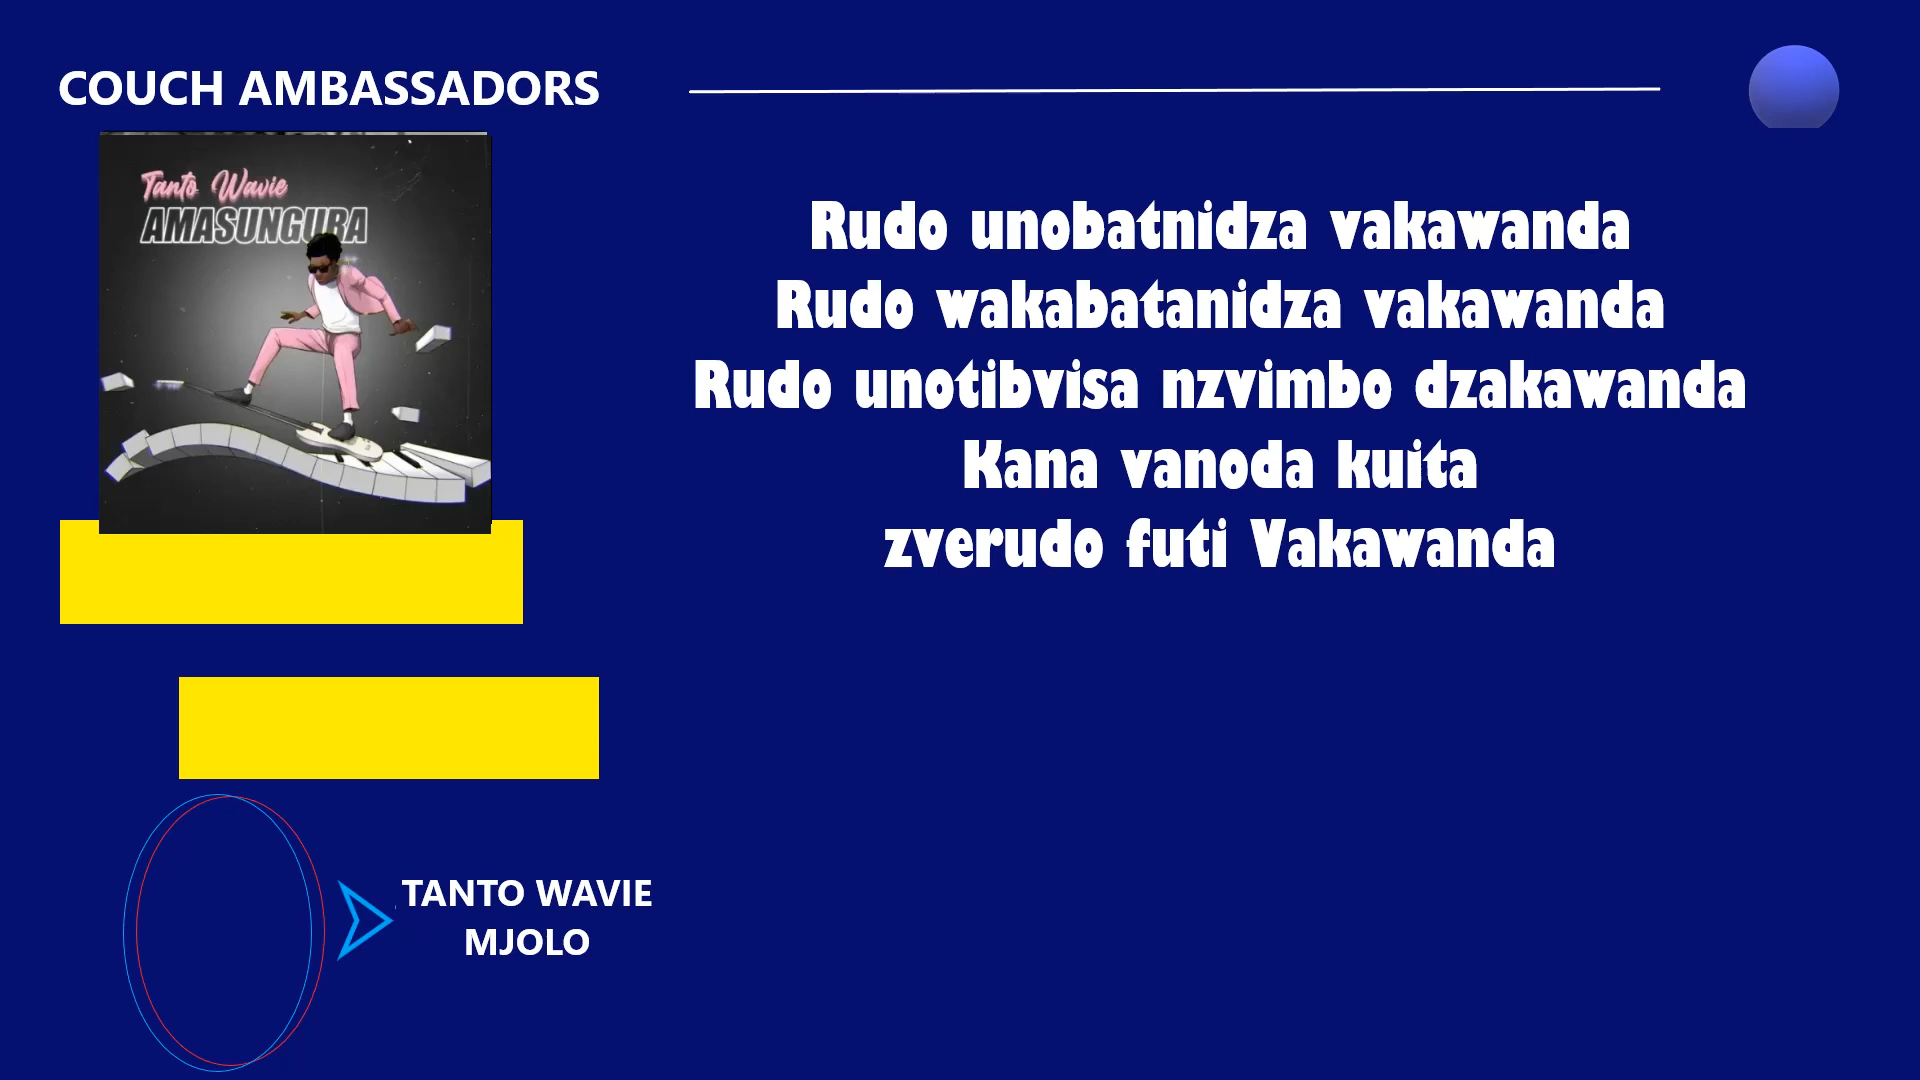 COUCH AMBASSADORS
Tanto Wavie
AMASUNGURA
Rudo unobatnidza vakawanda
Rudo wakabatanidza vakawanda
Rudo unotibvisa nzvimbo dzakawanda
Kana vanoda kuita
zverudo futi Vakawanda
TANTO WAVIE
MJOLO